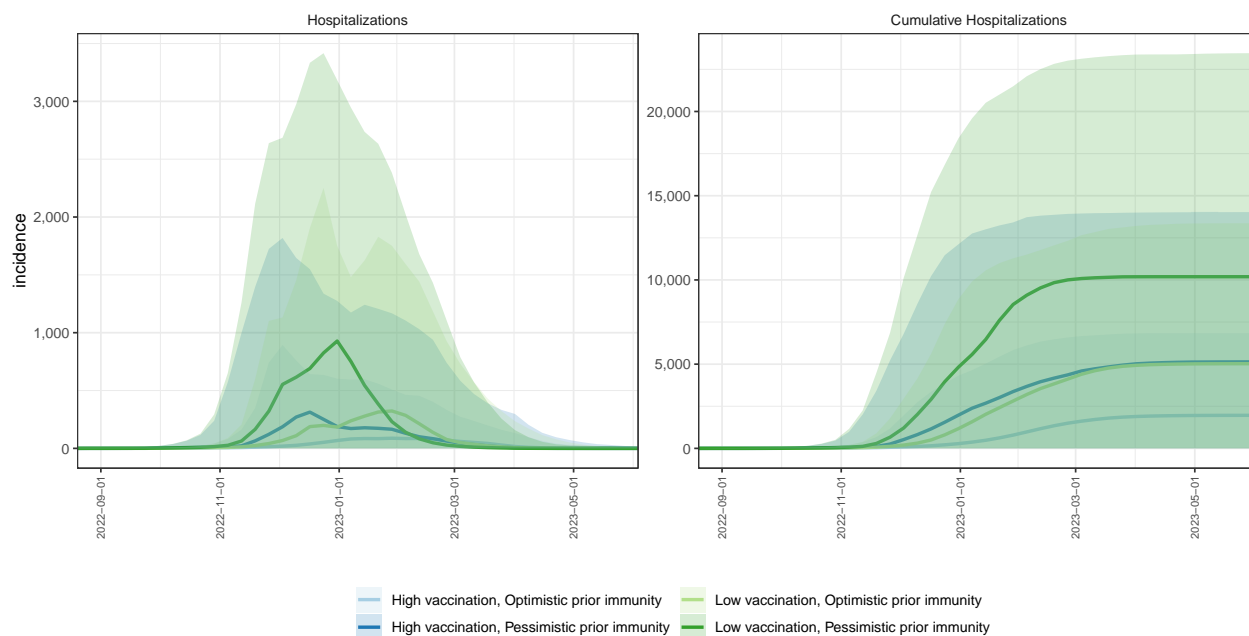 Hospitalizations
Cumulative Hospitalizations
incidence
3,000
2,000
1,000
0
20,000
15,000
10,000
5,000
0
2022−09−01
2022−11−01
2023−01−01
2023−03−01
2023−05−01
2022−09−01
2022−11−01
2023−01−01
2023−03−01
2023−05−01
High vaccination, Optimistic prior immunity
Low vaccination, Optimistic prior immunity
High vaccination, Pessimistic prior immunity
Low vaccination, Pessimistic prior immunity